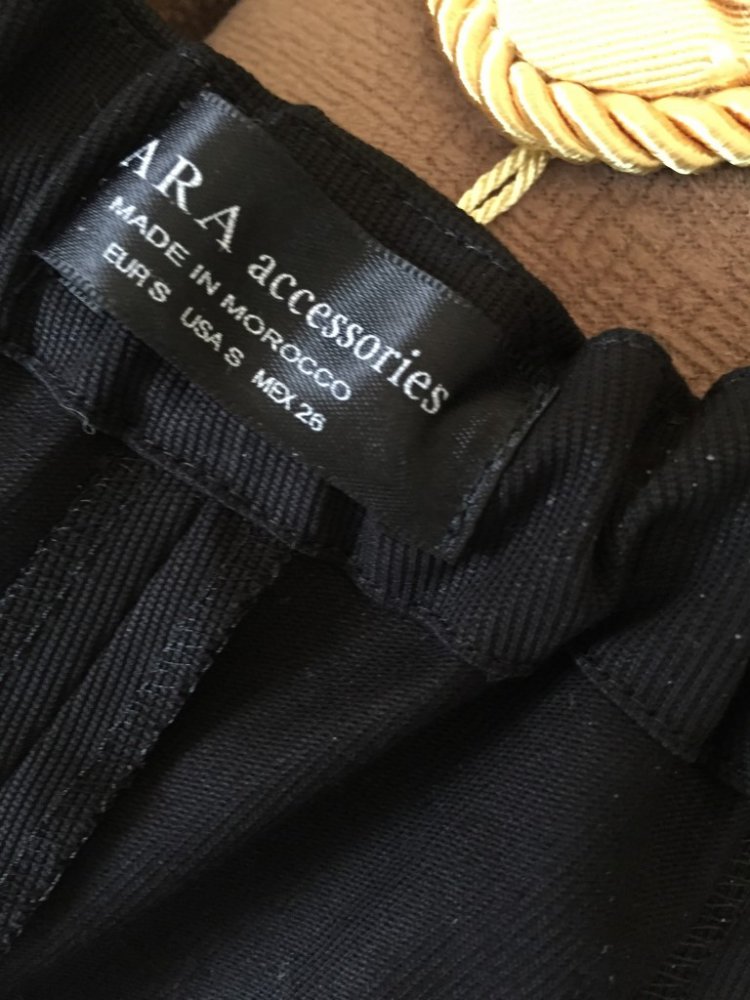 ARA accessories
MADE IN MOROCCO
EUR S USA S MEX 26